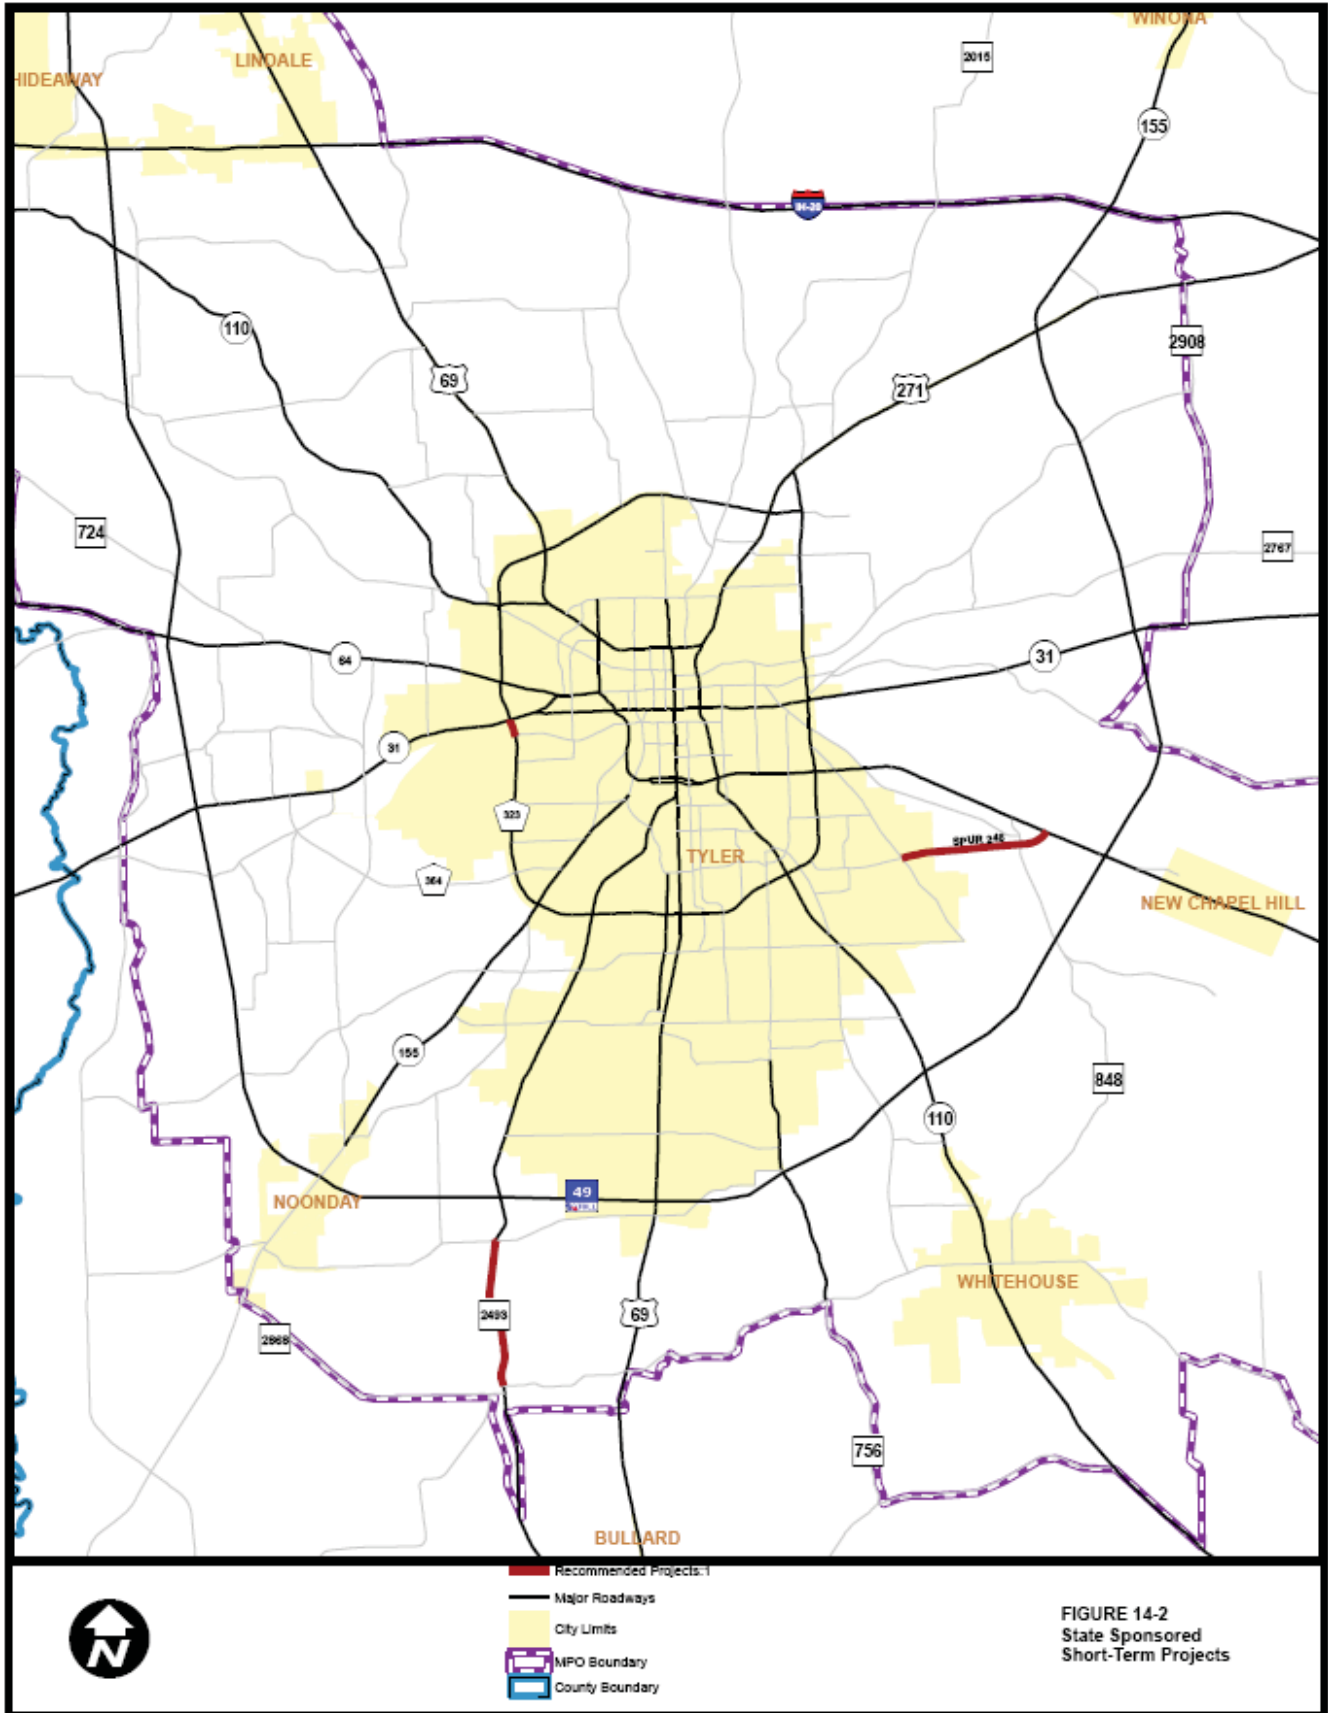 WINONA
2015
LINDALE
HIDEAWAY
155
IH-20
110
2908
69
271
724
2767
64
31
31
323
SPUR 248
TYLER
364
NEW CHAPEL HILL
155
848
110
49
NOONDAY
WHITEHOUSE
2493
69
2868
756
BULLARD
Recommended Projects:1
Major Roadways
City Limits
MPO Boundary
County Boundary
N
FIGURE 14-2
State Sponsored
Short-Term Projects